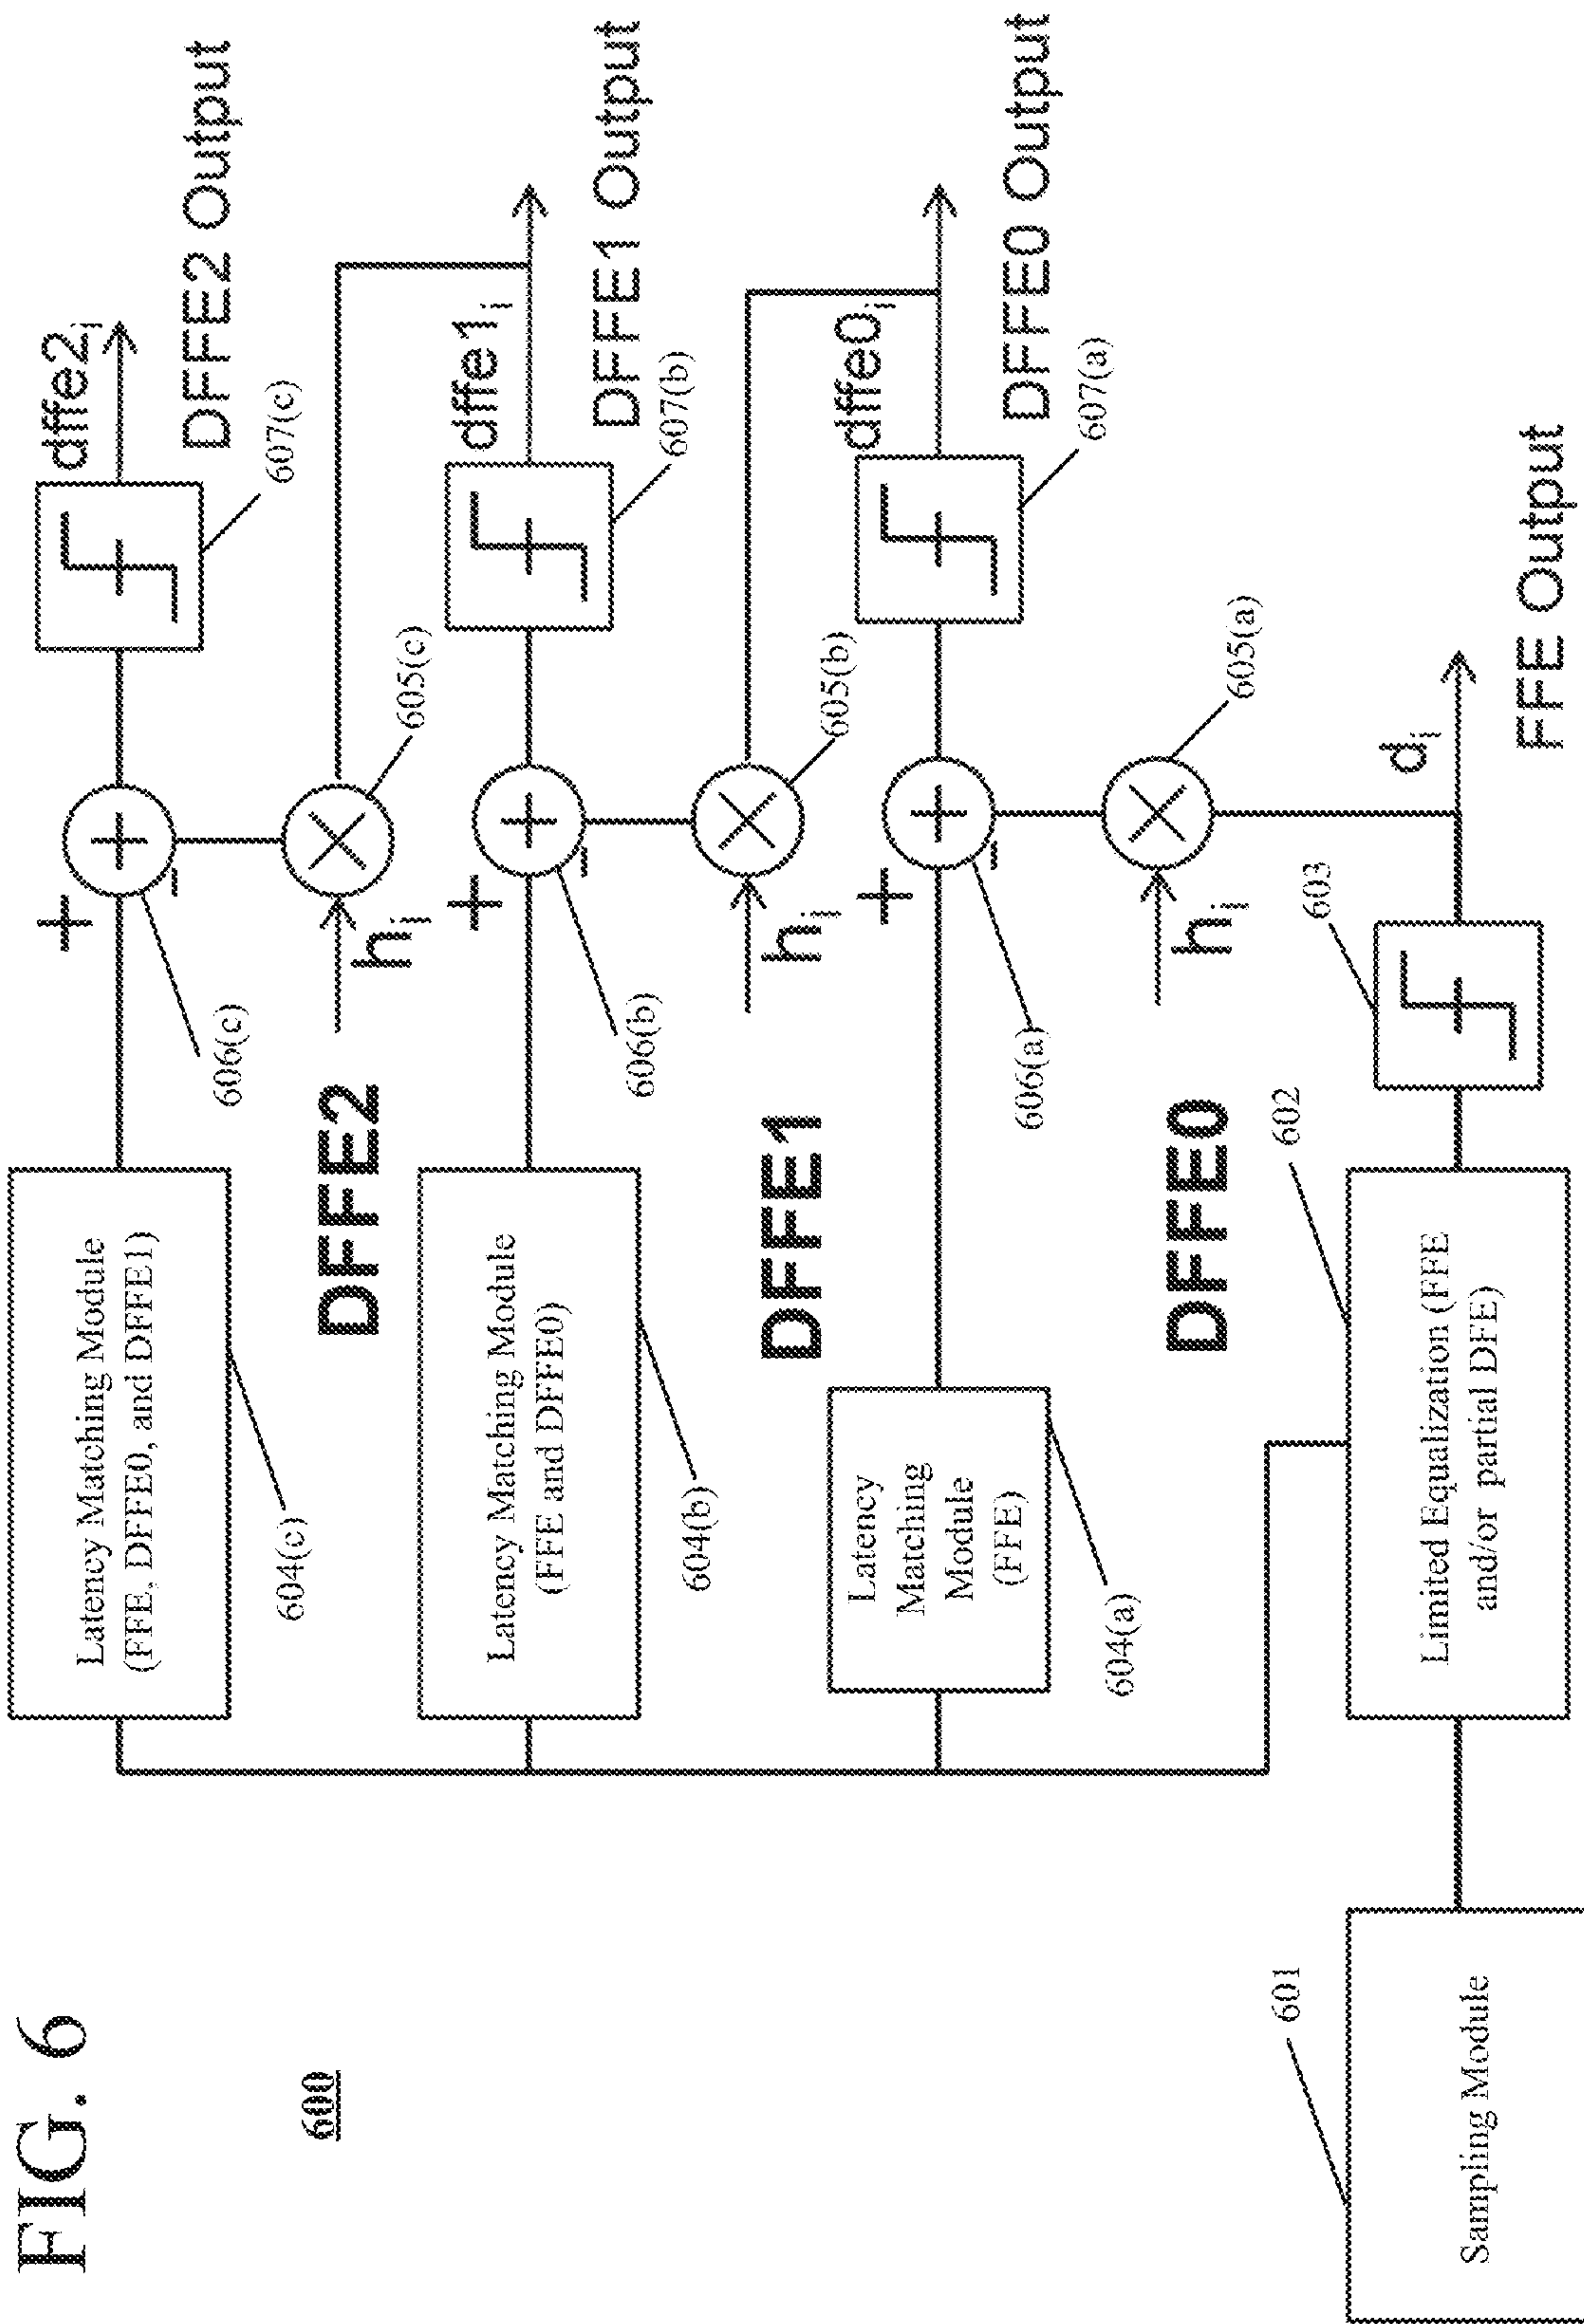 FIG. 6
600
Latency Matching Module
(FFE, DFFE0, and DFFE1)
604(c)
+
-
606(c)
dffe2i
DFFE2 Output
607(c)
DFFE2
hi
605(c)
Latency Matching Module
(FFE and DFFE0)
604(b)
+
-
606(b)
dffe1i
DFFE1 Output
607(b)
DFFE1
hi
605(b)
Latency
Matching
Module
(FFE)
604(a)
+
-
606(a)
dffe0i
DFFE0 Output
607(a)
DFFE0
hi
605(a)
601
Sampling Module
602
Limited Equalization (FFE
and/or partial DFE)
603
di
FFE Output